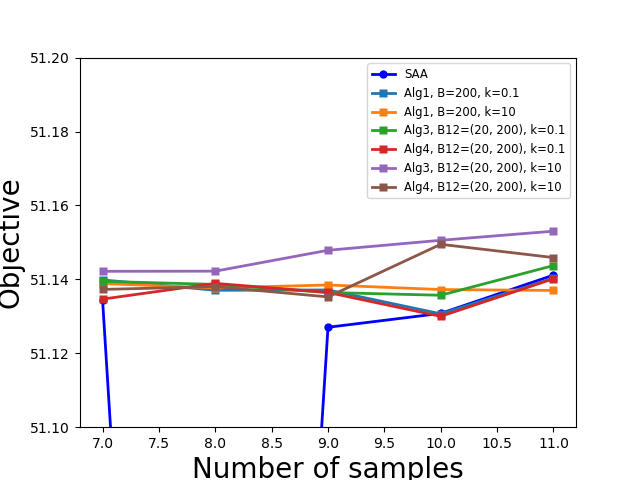 51.20
51.18
51.16
51.14
51.12
51.10
Objective
SAA
Alg1, B=200, k=0.1
Alg1, B=200, k=10
Alg3, B12=(20, 200), k=0.1
Alg4, B12=(20, 200), k=0.1
Alg3, B12=(20, 200), k=10
Alg4, B12=(20, 200), k=10
7.0 7.5 8.0 8.5 9.0 9.5 10.0 10.5 11.0
Number of samples